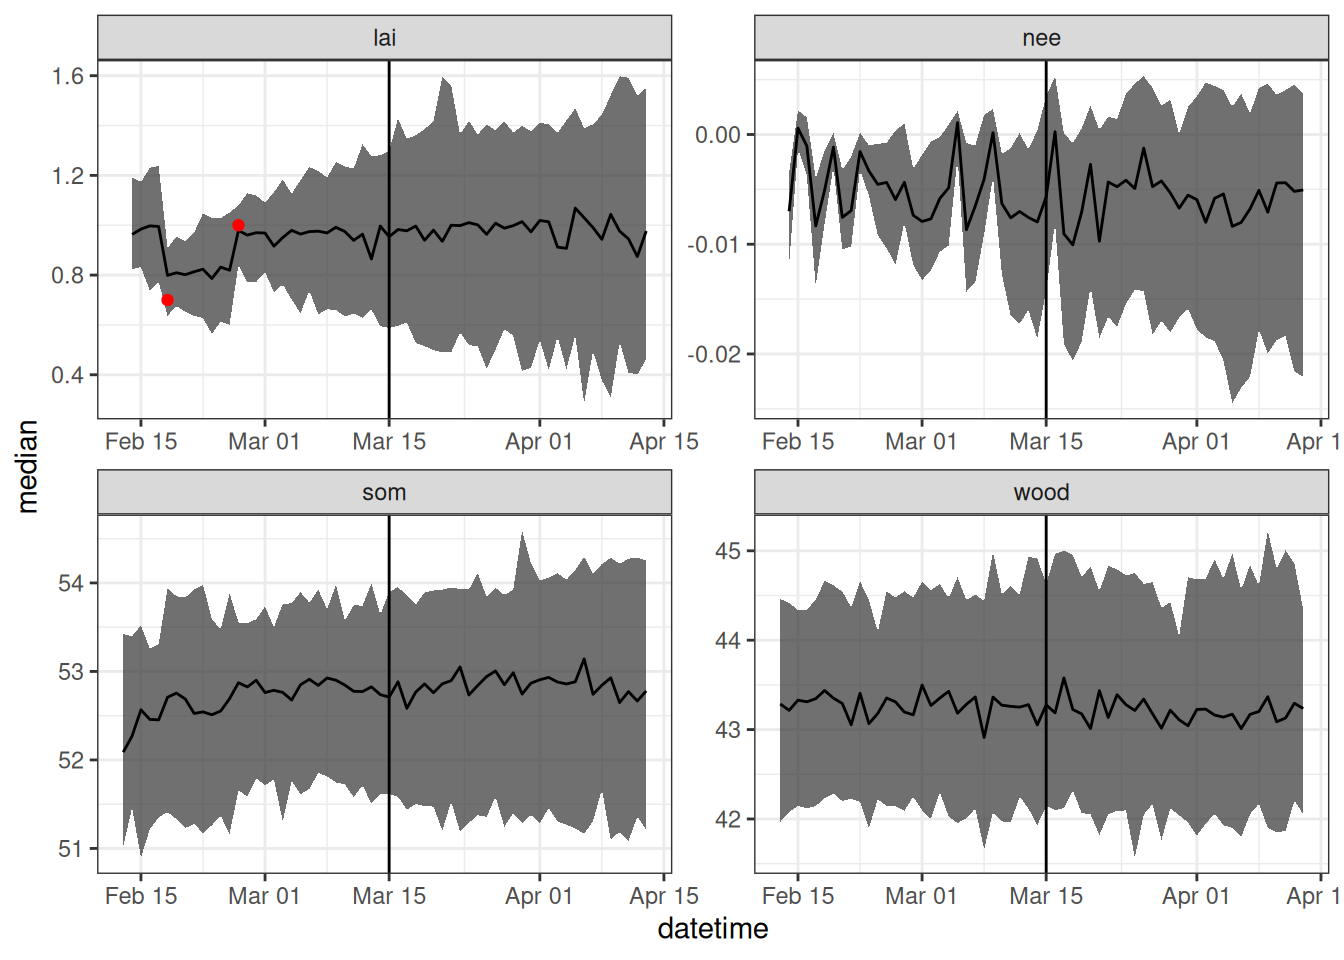 lai
nee
1.6
1.2
0.8
0.4
0.00
-0.01
-0.02
Feb 15 Mar 01 Mar 15 Apr 01 Apr 15
Feb 15 Mar 01 Mar 15 Apr 01 Apr 1
median
som
wood
54
53
52
51
45
44
43
42
Feb 15 Mar 01 Mar 15 Apr 01 Apr 15
Feb 15 Mar 01 Mar 15 Apr 01 Apr 1
datetime